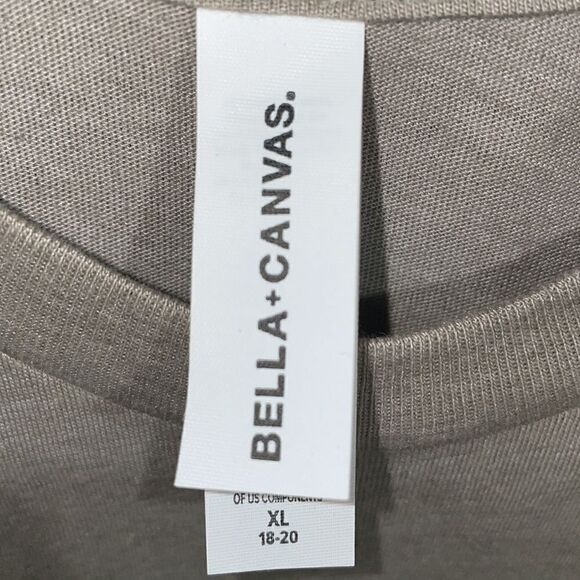 BELLA+CANVAS.
OF US COMPONENTS
XL
18-20